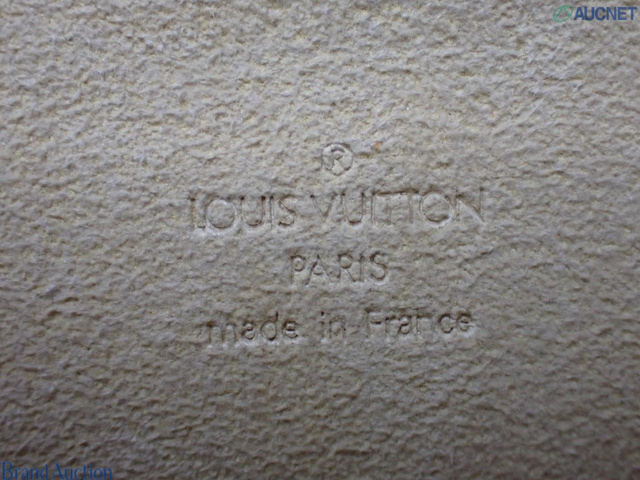 AUCNET
®
LOUIS VUITTON
PARIS
made in France
Brand Auction